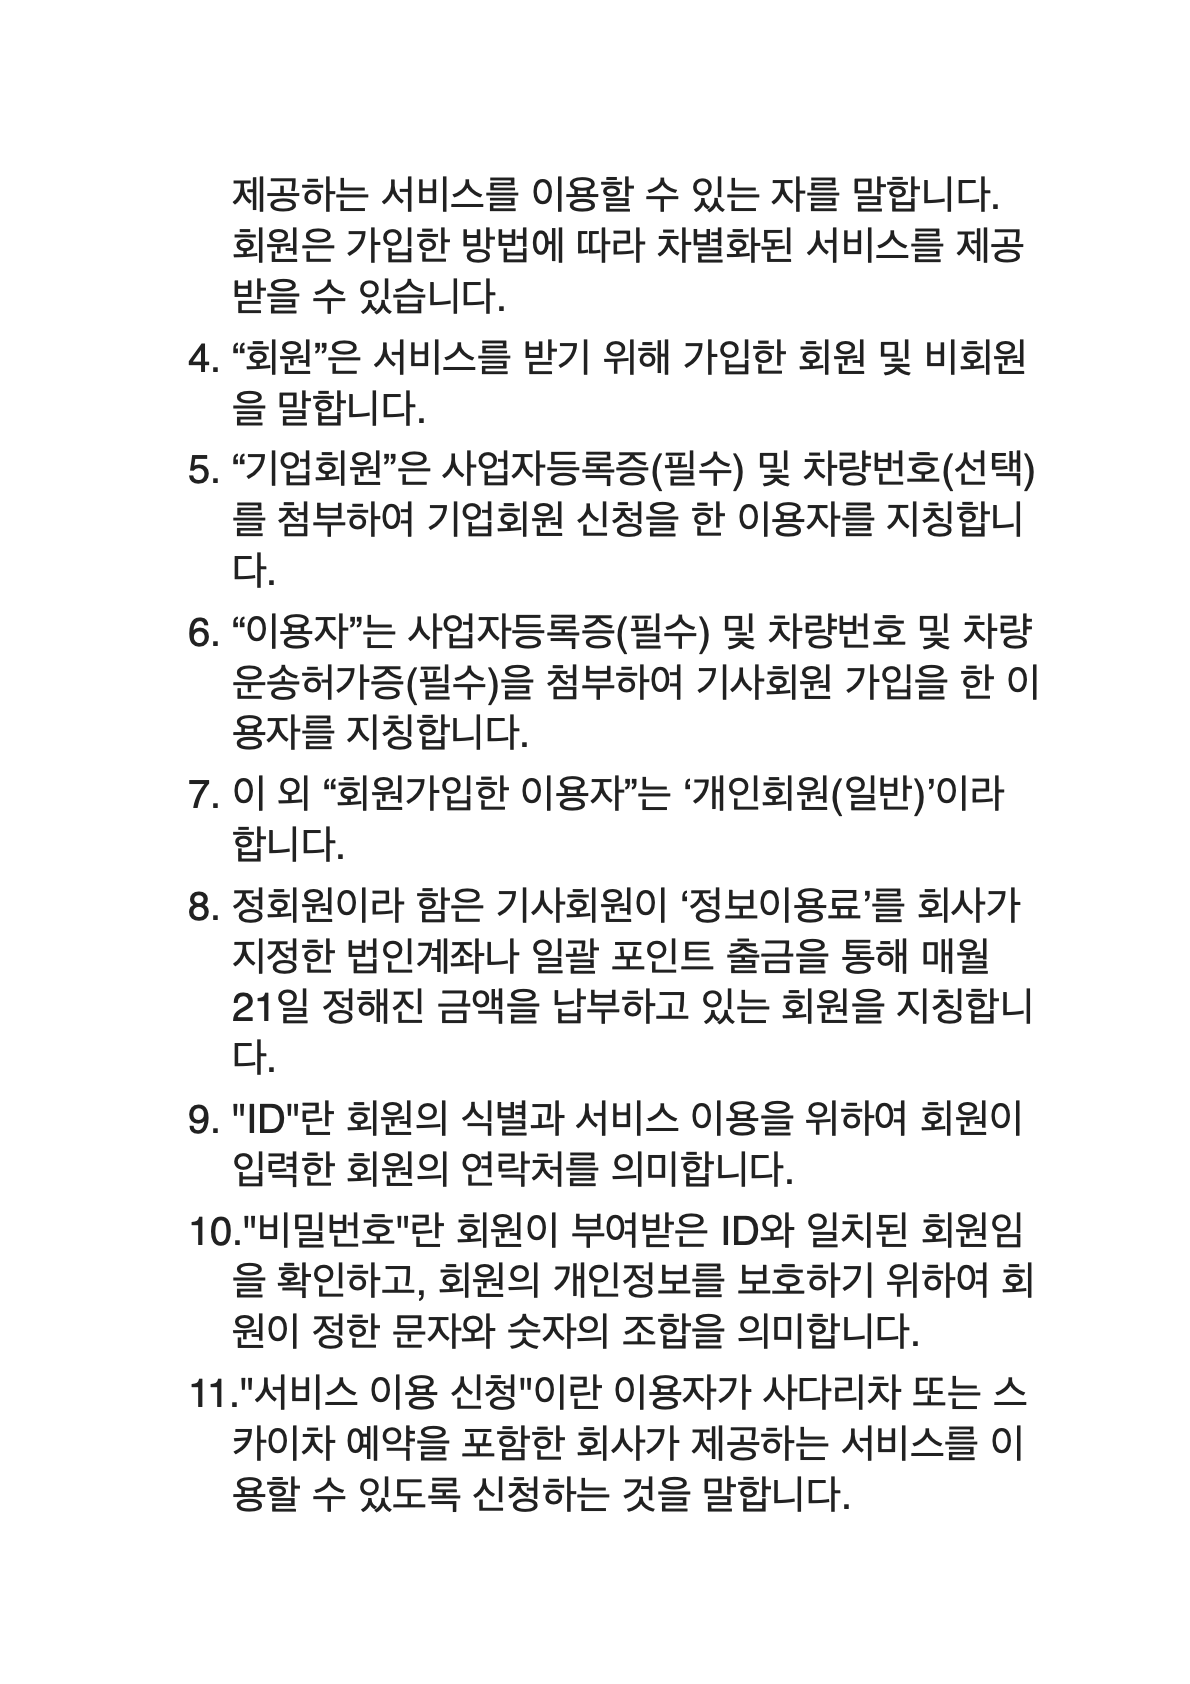 제공하는 서비스를 이용할 수 있는 자를 말합니다.
회원은 가입한 방법에 따라 차별화된 서비스를 제공
받을 수 있습니다.
4. “회원”은 서비스를 받기 위해 가입한 회원 및 비회원
을 말합니다.
5. “기업회원”은 사업자등록증(필수) 및 차량번호(선택)
를 첨부하여 기업회원 신청을 한 이용자를 지칭합니
다.
6. “이용자”는 사업자등록증(필수) 및 차량번호 및 차량
운송허가증(필수)을 첨부하여 기사회원 가입을 한 이
용자를 지칭합니다.
7. 이 외 “회원가입한 이용자”는 ‘개인회원(일반)’이라
합니다.
8. 정회원이라 함은 기사회원이 ‘정보이용료’를 회사가
지정한 법인계좌나 일괄 포인트 출금을 통해 매월
21일 정해진 금액을 납부하고 있는 회원을 지칭합니
다.
9. "ID"란 회원의 식별과 서비스 이용을 위하여 회원이
입력한 회원의 연락처를 의미합니다.
10."비밀번호"란 회원이 부여받은 ID와 일치된 회원임
을 확인하고, 회원의 개인정보를 보호하기 위하여 회
원이 정한 문자와 숫자의 조합을 의미합니다.
11."서비스 이용 신청"이란 이용자가 사다리차 또는 스
카이차 예약을 포함한 회사가 제공하는 서비스를 이
용할 수 있도록 신청하는 것을 말합니다.